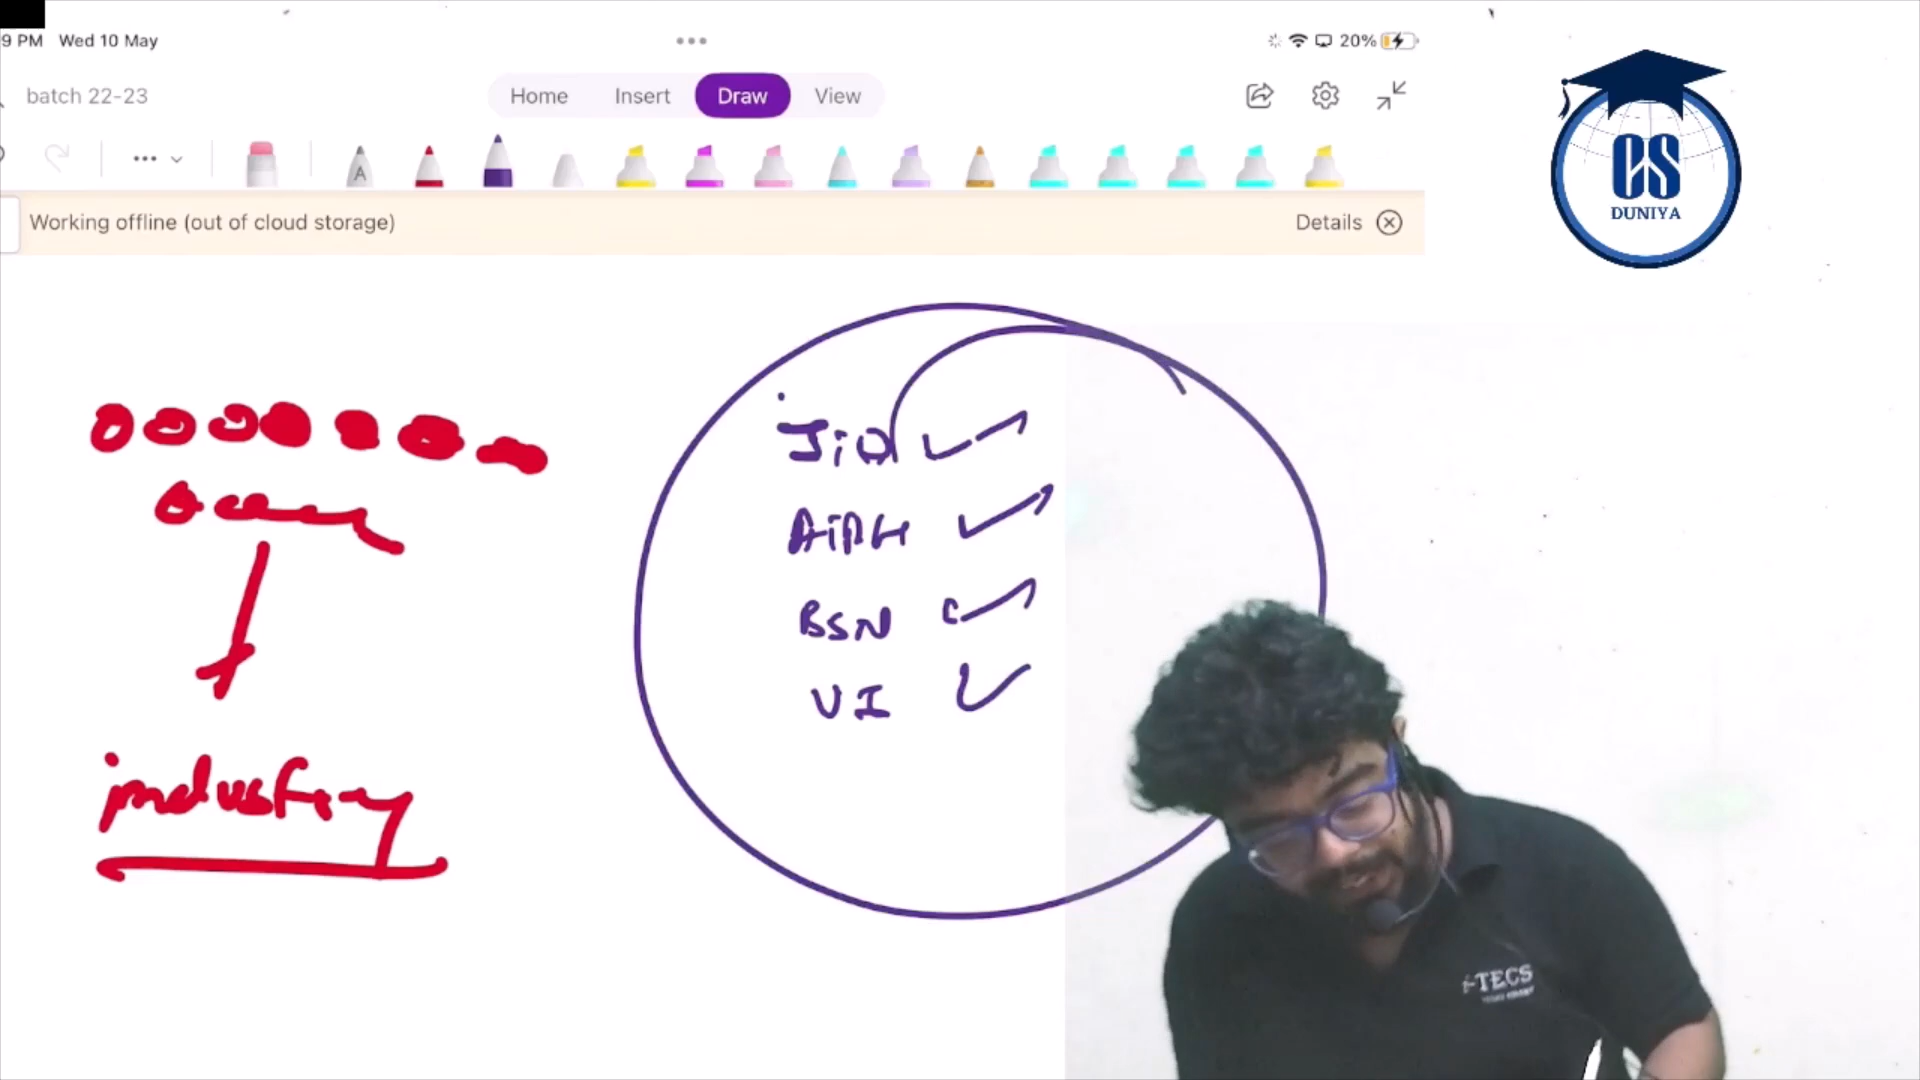 9 PM Wed 10 May
20%
batch 22-23
Home Insert Draw View
A
Working offline (out of cloud storage)
Details
CS
DUNIYA
Jio
BSN
VI
industry
i-TECS